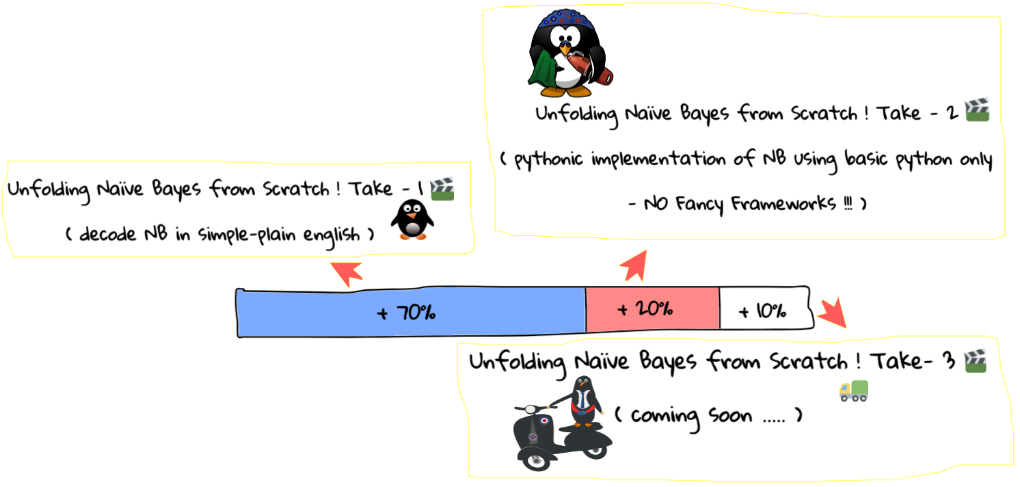 Unfolding Naïve Bayes from Scratch ! Take - 2
( pythonic implementation of NB using basic python only
- NO Fancy Frameworks !!! )
Unfolding Naïve Bayes from Scratch ! Take - 1
( decode NB in simple-plain english )
+ 70%
+ 20%
+ 10%
Unfolding Naïve Bayes from Scratch ! Take- 3
( coming soon ..... )